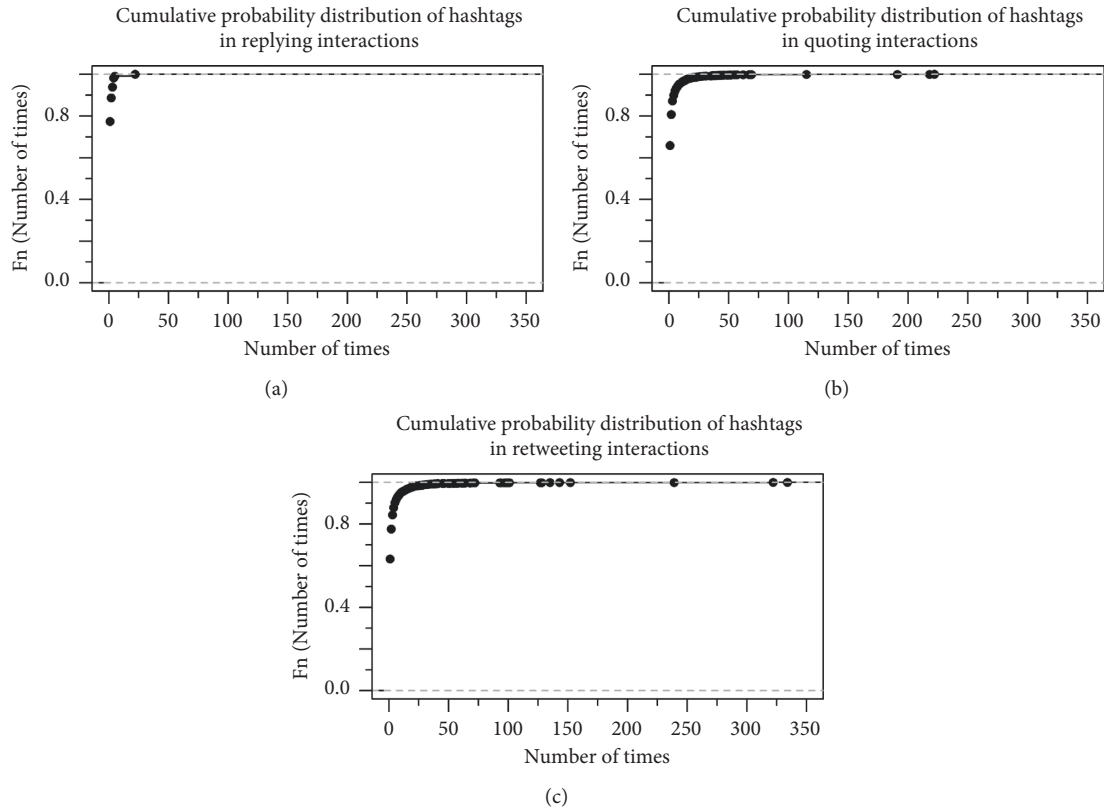 Cumulative probability distribution of hashtags
in replying interactions
Fn (Number of times)
0.8
0.4
0.0
0 50 100 150 200 250 300 350
Number of times
(a)
Cumulative probability distribution of hashtags
in quoting interactions
Fn (Number of times)
0.8
0.4
0.0
0 50 100 150 200 250 300 350
Number of times
(b)
Cumulative probability distribution of hashtags
in retweeting interactions
Fn (Number of times)
0.8
0.4
0.0
0 50 100 150 200 250 300 350
Number of times
(c)